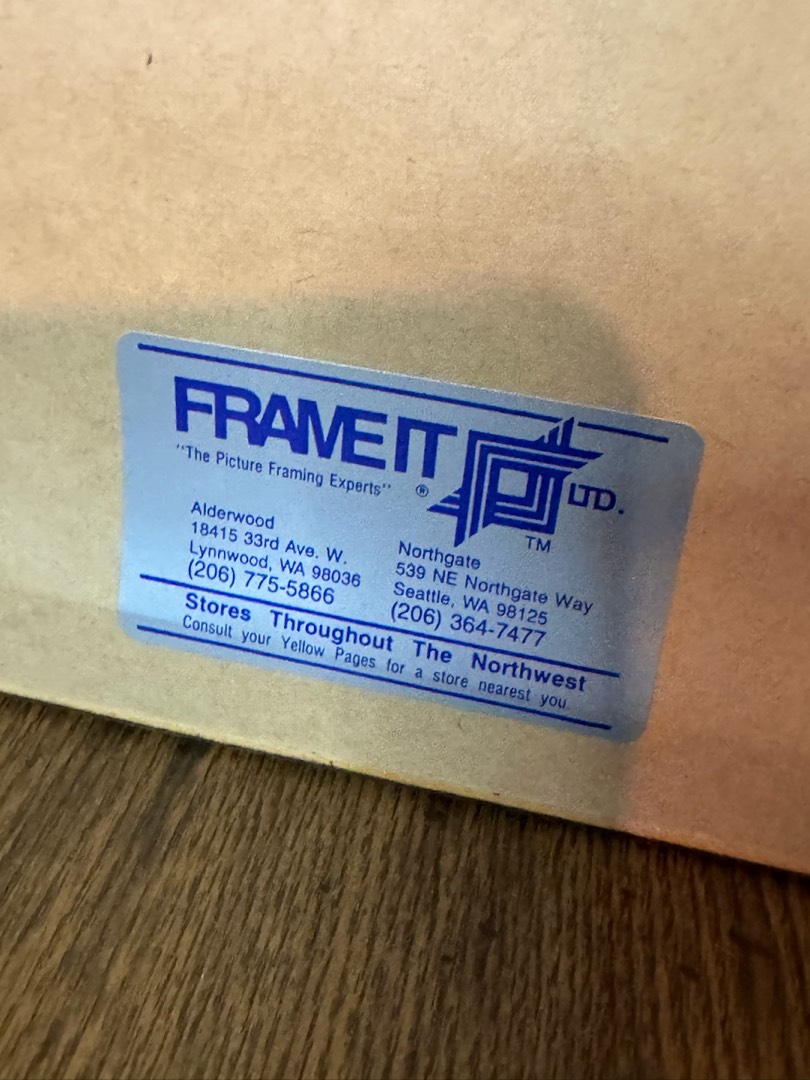 FRAME IT LTD.
"The Picture Framing Experts" ® TM
Alderwood
18415 33rd Ave. W.
Lynnwood, WA 98036
(206) 775-5866
Northgate
539 NE Northgate Way
Seattle, WA 98125
(206) 364-7477
Stores Throughout The Northwest
Consult your Yellow Pages for a store nearest you.